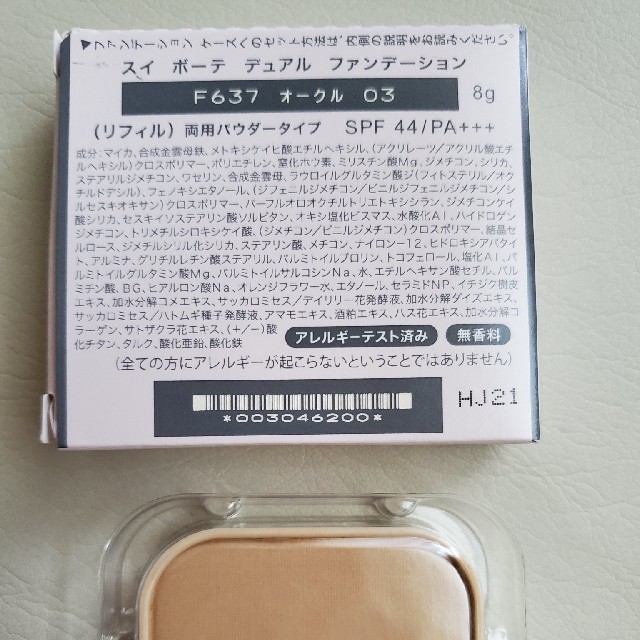 ▼ファンデーション ケースへのセット方法は、内側の説明をお読みください。
スイ ボーテ デュアル ファンデーション
F637 オークル 03 8g
(リフィル) 両用パウダータイプ SPF 44/PA+++
成分:マイカ、合成金雲母鉄、メトキシケイヒ酸エチルヘキシル、(アクリレーツ/アクリル酸エチ
ルヘキシル)クロスポリマー、ポリエチレン、窒化ホウ素、ミリスチン酸Mg、ジメチコン、シリカ、
ステアリルジメチコン、ワセリン、合成金雲母、ラウロイルグルタミン酸ジ(フィトステリル/オク
チルドデシル)、フェノキシエタノール、(ジフェニルジメチコン/ビニルジフェニルジメチコン/シ
ルセスキオキサン)クロスポリマー、パーフルオロオクチルトリエトキシシラン、ジメチコンケイ
酸シリカ、セスキイソステアリン酸ソルビタン、オキシ塩化ビスマス、水酸化Al、ハイドロゲン
ジメチコン、トリメチルシロキシケイ酸、(ジメチコン/ビニルジメチコン)クロスポリマー、結晶セ
ルロース、ジメチルシリル化シリカ、ステアリン酸、メチコン、ナイロン-12、ヒドロキシアパタイ
ト、アルミナ、グリチルレチン酸ステアリル、パルミトイルプロリン、トコフェロール、塩化Al、パ
ルミトイルグルタミン酸Mg、パルミトイルサルコシンNa、水、エチルヘキサン酸セチル、パル
ミチン酸、BG、ヒアルロン酸Na、オレンジフラワー水、エタノール、セラミドNP、イチジク樹皮
エキス、加水分解コメエキス、サッカロミセス/デイリリー花発酵液、加水分解ダイズエキス、
サッカロミセス/ハトムギ種子発酵液、アマモエキス、酒粕エキス、ハス花エキス、加水分解コ
ラーゲン、サトザクラ花エキス、(+/-)酸
化チタン、タルク、酸化亜鉛、酸化鉄 アレルギーテスト済み 無香料
(全ての方にアレルギーが起こらないということではありません)
*003046200*
HJ21